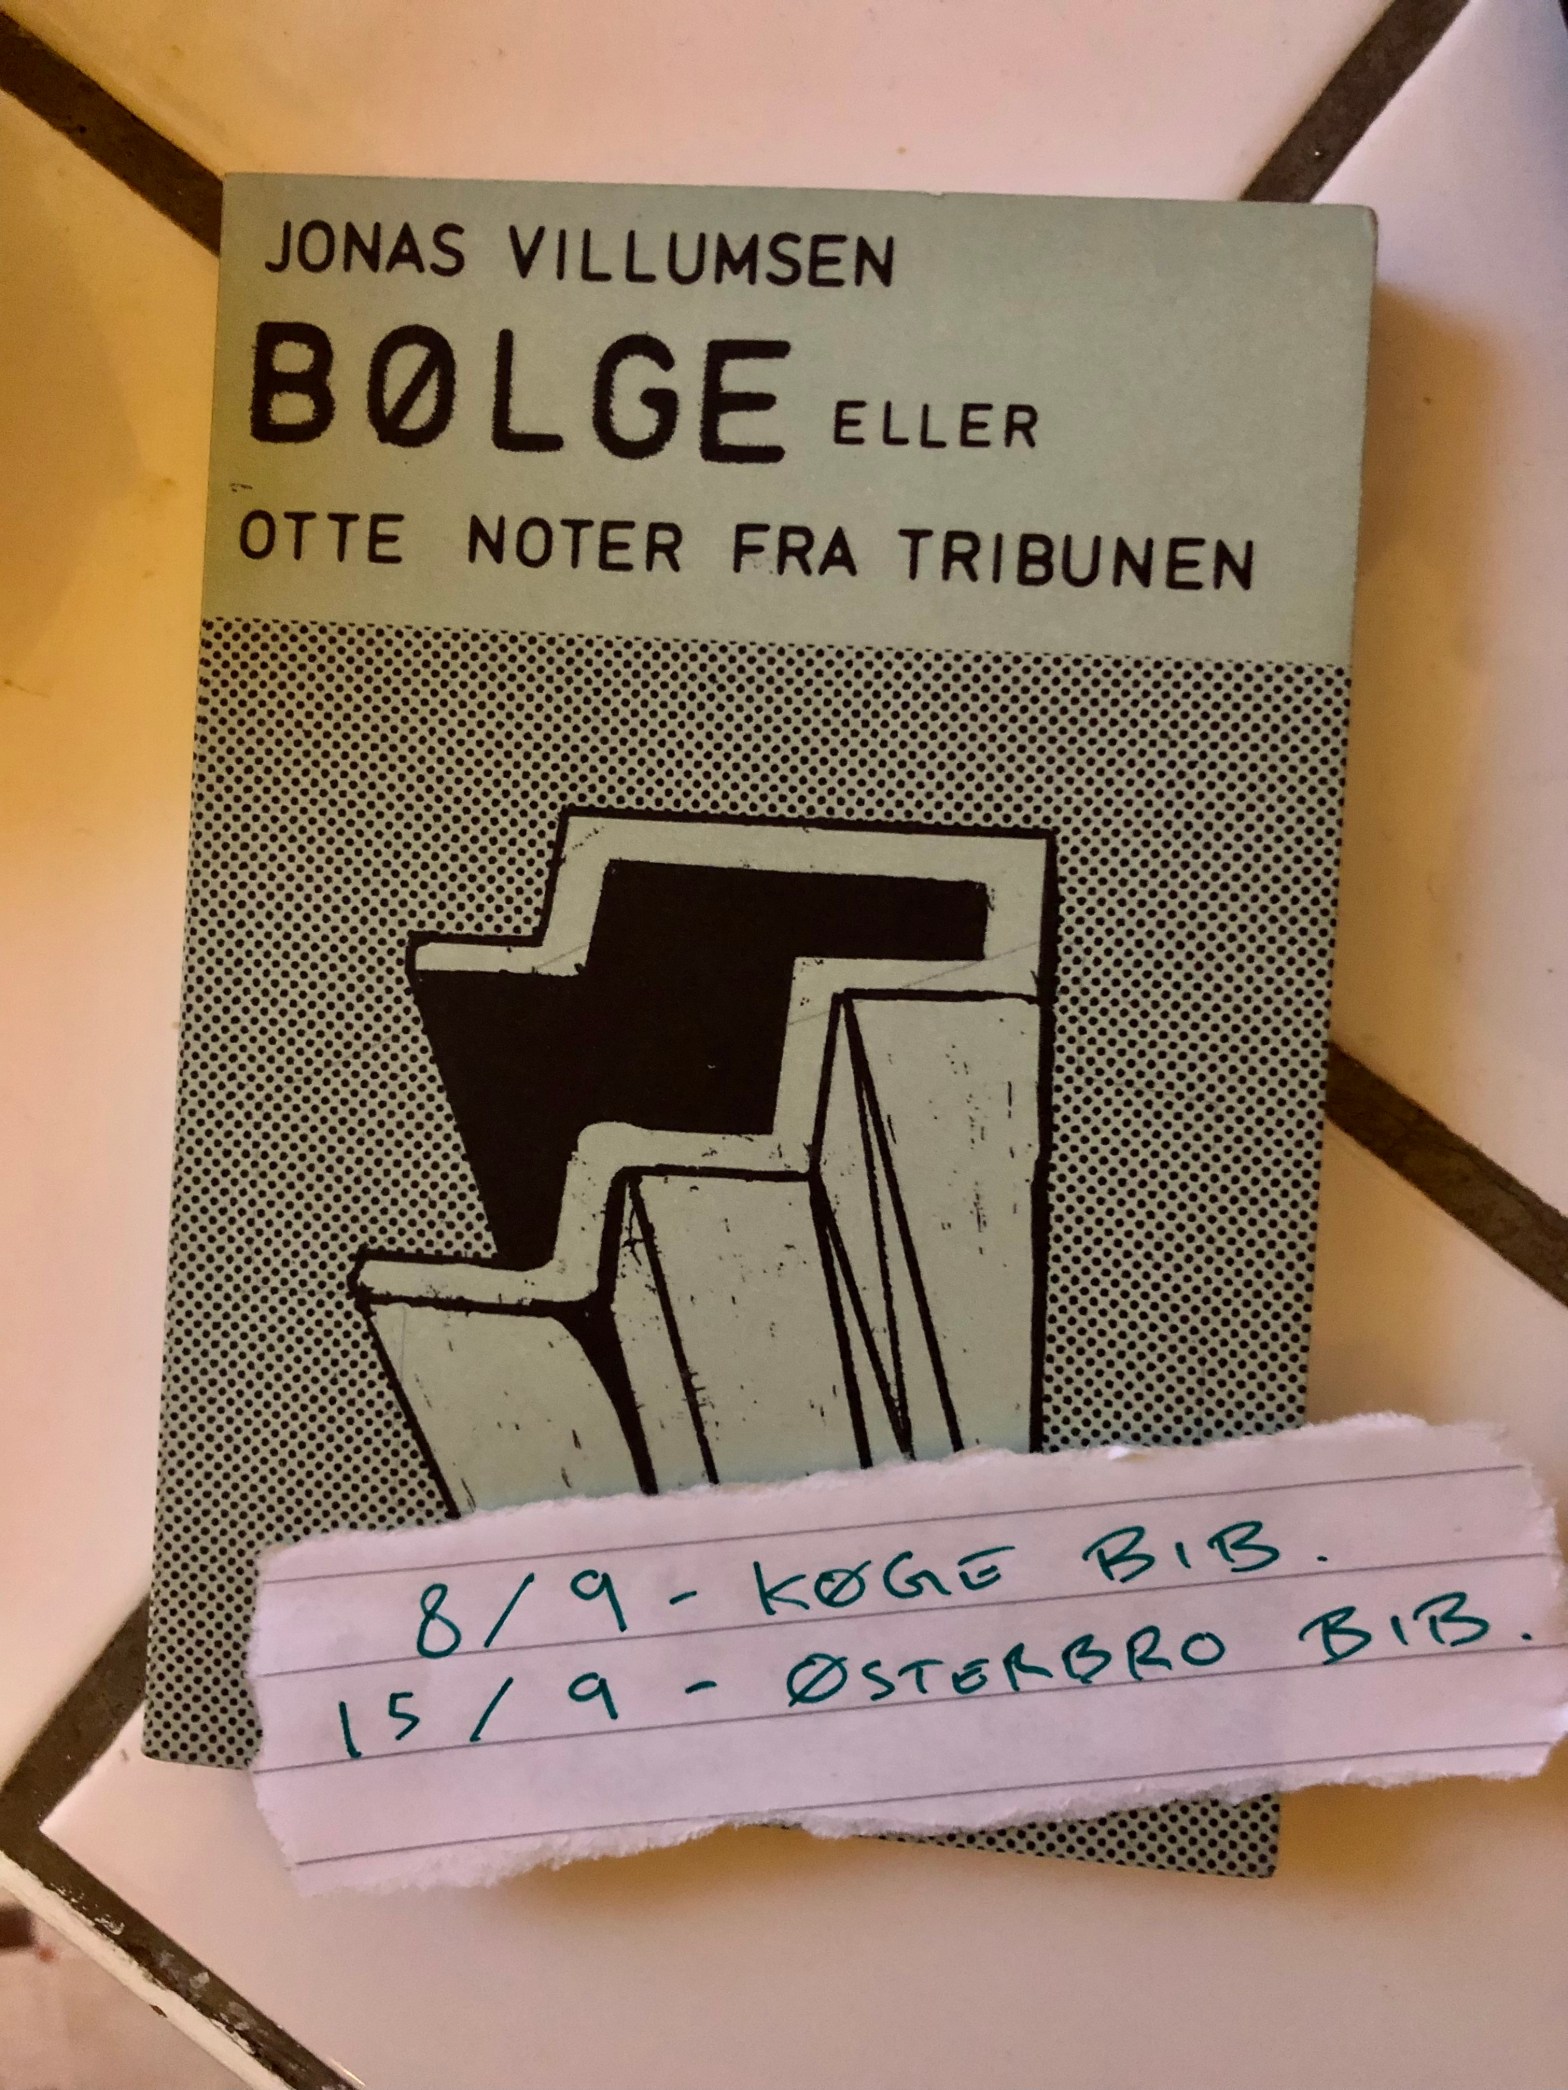 JONAS VILLUMSEN
BØLGE ELLER
OTTE NOTER FRA TRIBUNEN
8/9 - KØGE BIB.
15/9 - ØSTERBRO BIB.